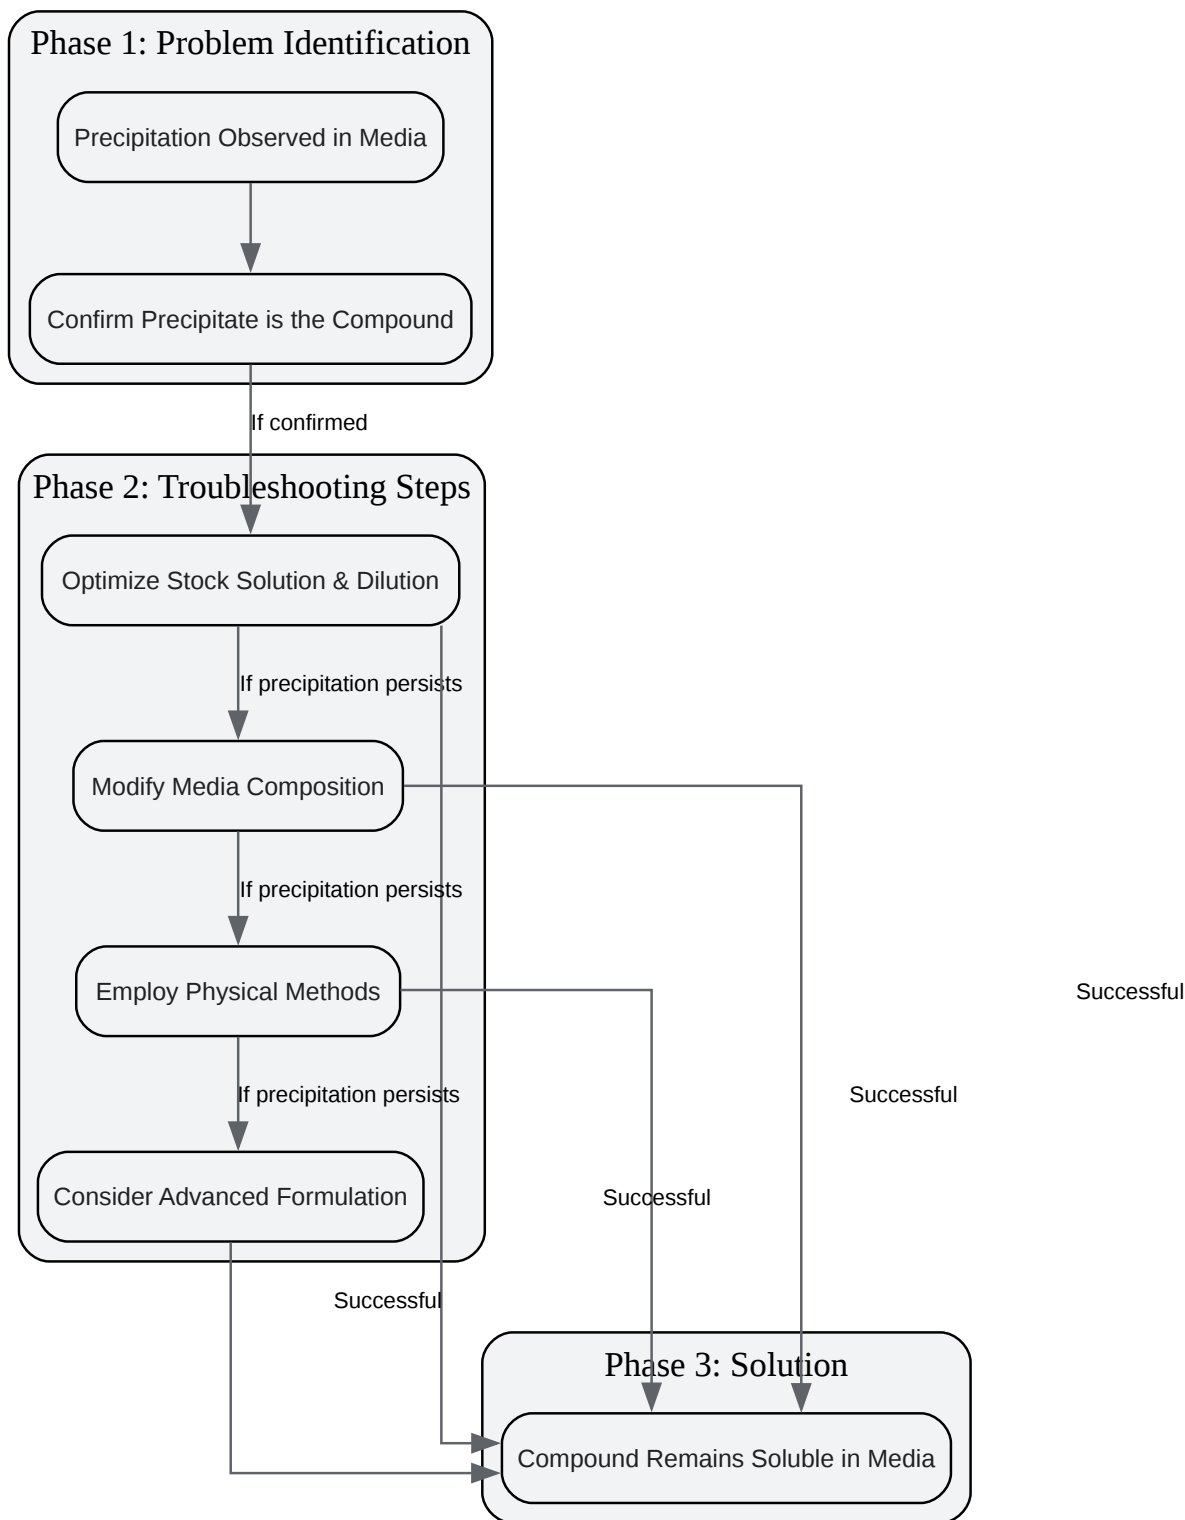 Phase 1: Problem Identification
Precipitation Observed in Media
Confirm Precipitate is the Compound
If confirmed
Phase 2: Troubleshooting Steps
Optimize Stock Solution & Dilution
If precipitation persists
Modify Media Composition
If precipitation persists
Employ Physical Methods
Successful
If precipitation persists
Successful
Consider Advanced Formulation
Successful
Successful
Phase 3: Solution
Compound Remains Soluble in Media